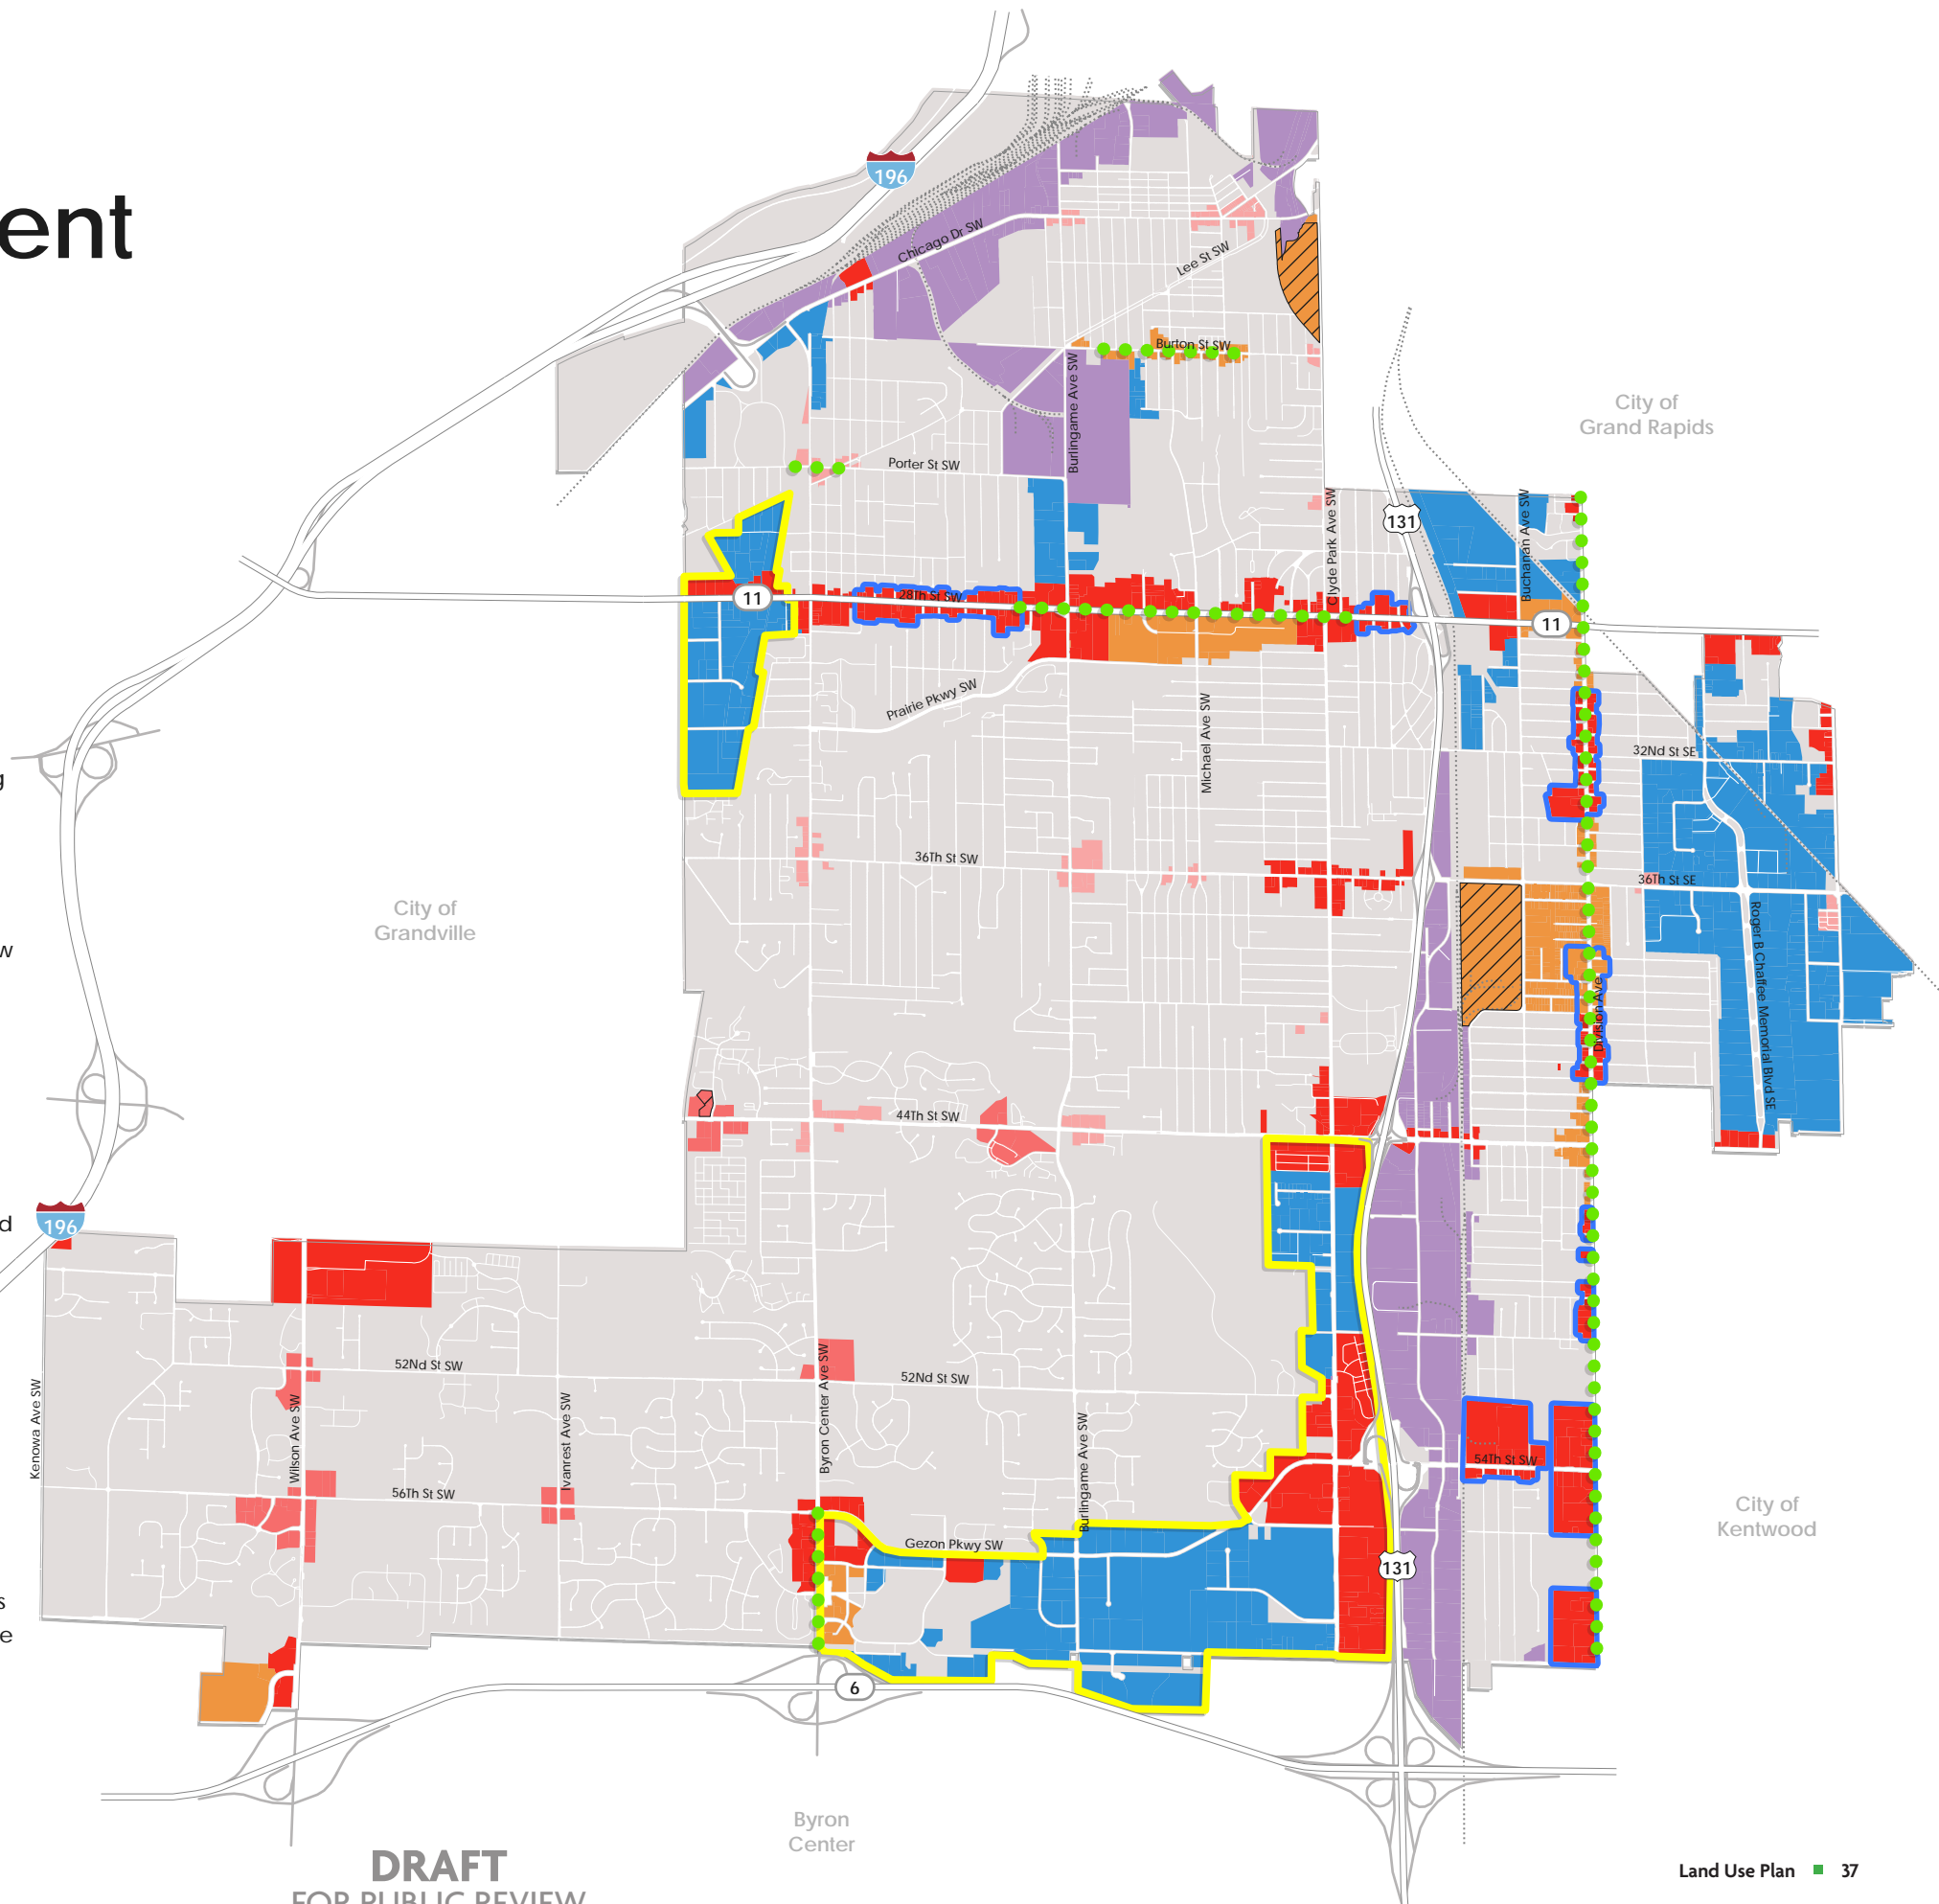 ent
g
w
d
s
e
196
Chicago Dr SW
Lee St SW
Burton St SW
Burlingame Ave SW
City of
Grand Rapids
Porter St SW
131
Clyde Park Ave SW
Buchanan Ave SW
11
28Th St SW
11
Prairie Pkwy SW
Michael Ave SW
32Nd St SE
36Th St SW
36Th St SE
City of
Grandville
Roger B Chaffee Memorial Blvd SE
Division Ave
44Th St SW
196
52Nd St SW
52Nd St SW
Kenowa Ave SW
Wilson Ave SW
Ivanrest Ave SW
Byron Center Ave SW
Burlingame Ave SW
54Th St SW
56Th St SW
City of
Kentwood
Gezon Pkwy SW
131
6
Byron
Center
DRAFT
FOR PUBLIC REVIEW
Land Use Plan 37